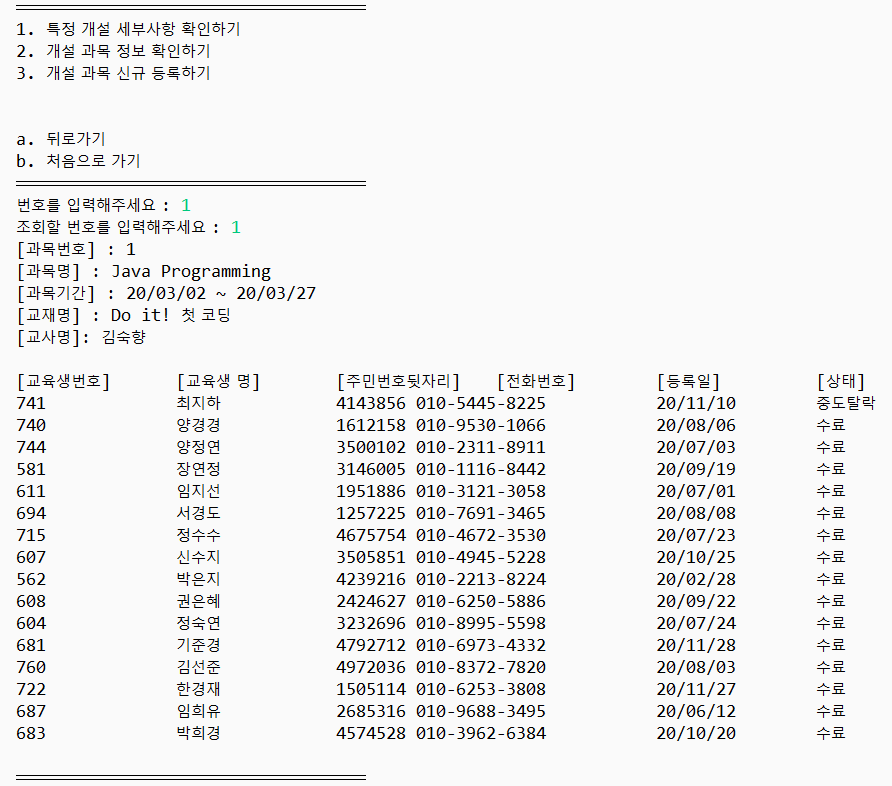 1. 특정 개설 세부사항 확인하기
2. 개설 과목 정보 확인하기
3. 개설 과목 신규 등록하기
a. 뒤로가기
b. 처음으로 가기
번호를 입력해주세요 : 1
조회할 번호를 입력해주세요 : 1
[과목번호] : 1
[과목명] : Java Programming
[과목기간] : 20/03/02 ~ 20/03/27
[교재명] : Do it! 첫 코딩
[교사명]: 김숙향
[교육생번호] [교육생 명] [주민번호뒷자리] [전화번호] [등록일] [상태]
741 최지하 4143856 010-5445-8225 20/11/10 중도탈락
740 양경경 1612158 010-9530-1066 20/08/06 수료
744 양정연 3500102 010-2311-8911 20/07/03 수료
581 장연정 3146005 010-1116-8442 20/09/19 수료
611 임지선 1951886 010-3121-3058 20/07/01 수료
694 서경도 1257225 010-7691-3465 20/08/08 수료
715 정수수 4675754 010-4672-3530 20/07/23 수료
607 신수지 3505851 010-4945-5228 20/10/25 수료
562 박은지 4239216 010-2213-8224 20/02/28 수료
608 권은혜 2424627 010-6250-5886 20/09/22 수료
604 정숙연 3232696 010-8995-5598 20/07/24 수료
681 기준경 4792712 010-6973-4332 20/11/28 수료
760 김선준 4972036 010-8372-7820 20/08/03 수료
722 한경재 1505114 010-6253-3808 20/11/27 수료
687 임희유 2685316 010-9688-3495 20/06/12 수료
683 박희경 4574528 010-3962-6384 20/10/20 수료